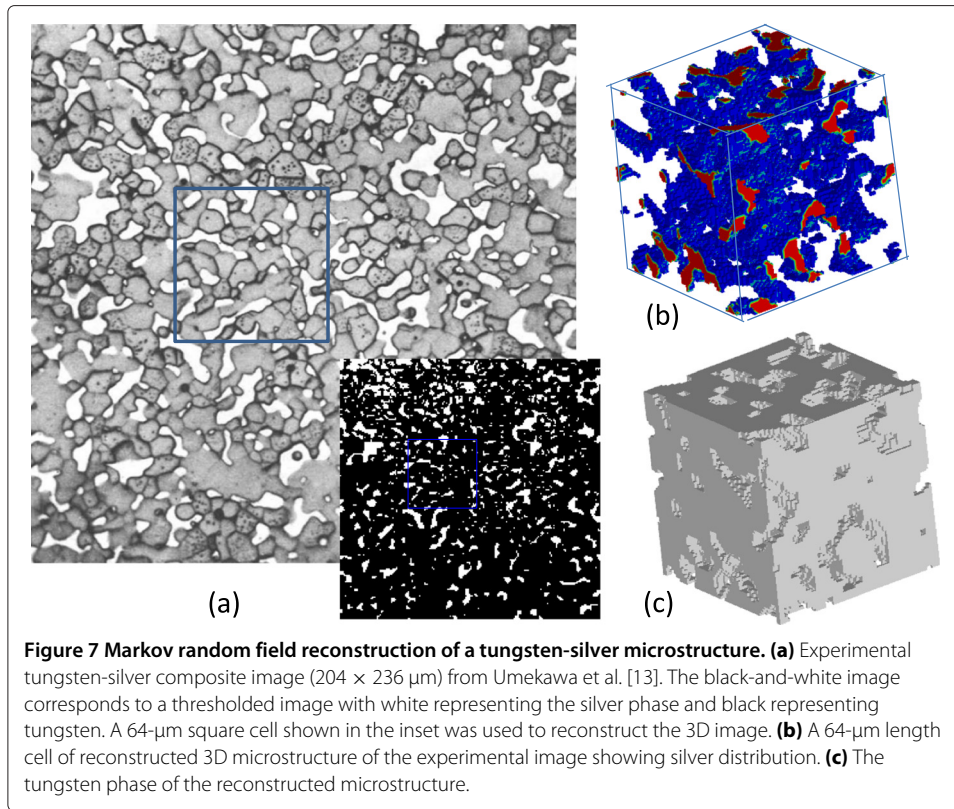 (a)
(b)
(c)
Figure 7 Markov random field reconstruction of a tungsten-silver microstructure. (a) Experimental
tungsten-silver composite image (204 × 236 μm) from Umekawa et al. [13]. The black-and-white image
corresponds to a thresholded image with white representing the silver phase and black representing
tungsten. A 64-μm square cell shown in the inset was used to reconstruct the 3D image. (b) A 64-μm length
cell of reconstructed 3D microstructure of the experimental image showing silver distribution. (c) The
tungsten phase of the reconstructed microstructure.